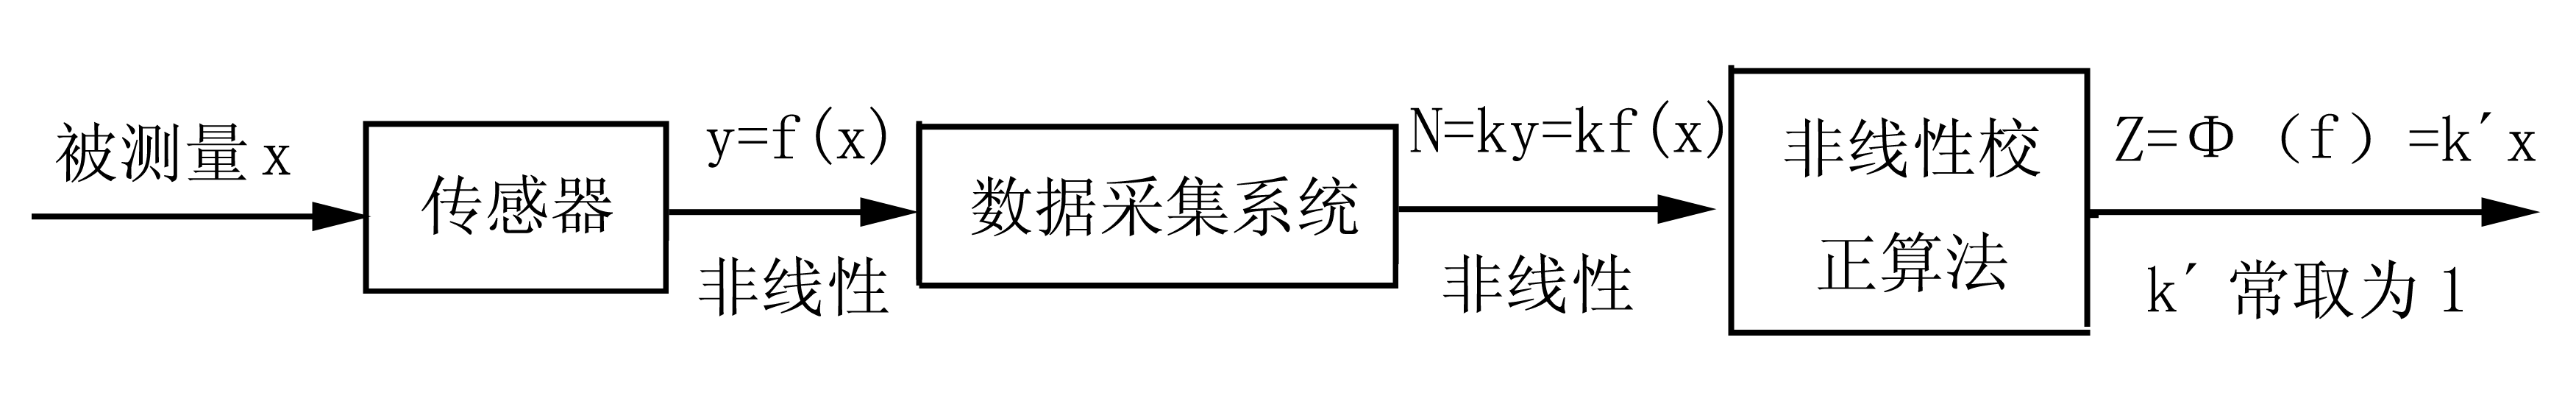 被测量x
传感器
y=f(x)
非线性
数据采集系统
N=ky=kf(x)
非线性
非线性校
正算法
Z=Φ (f) =k′x
k′常取为1